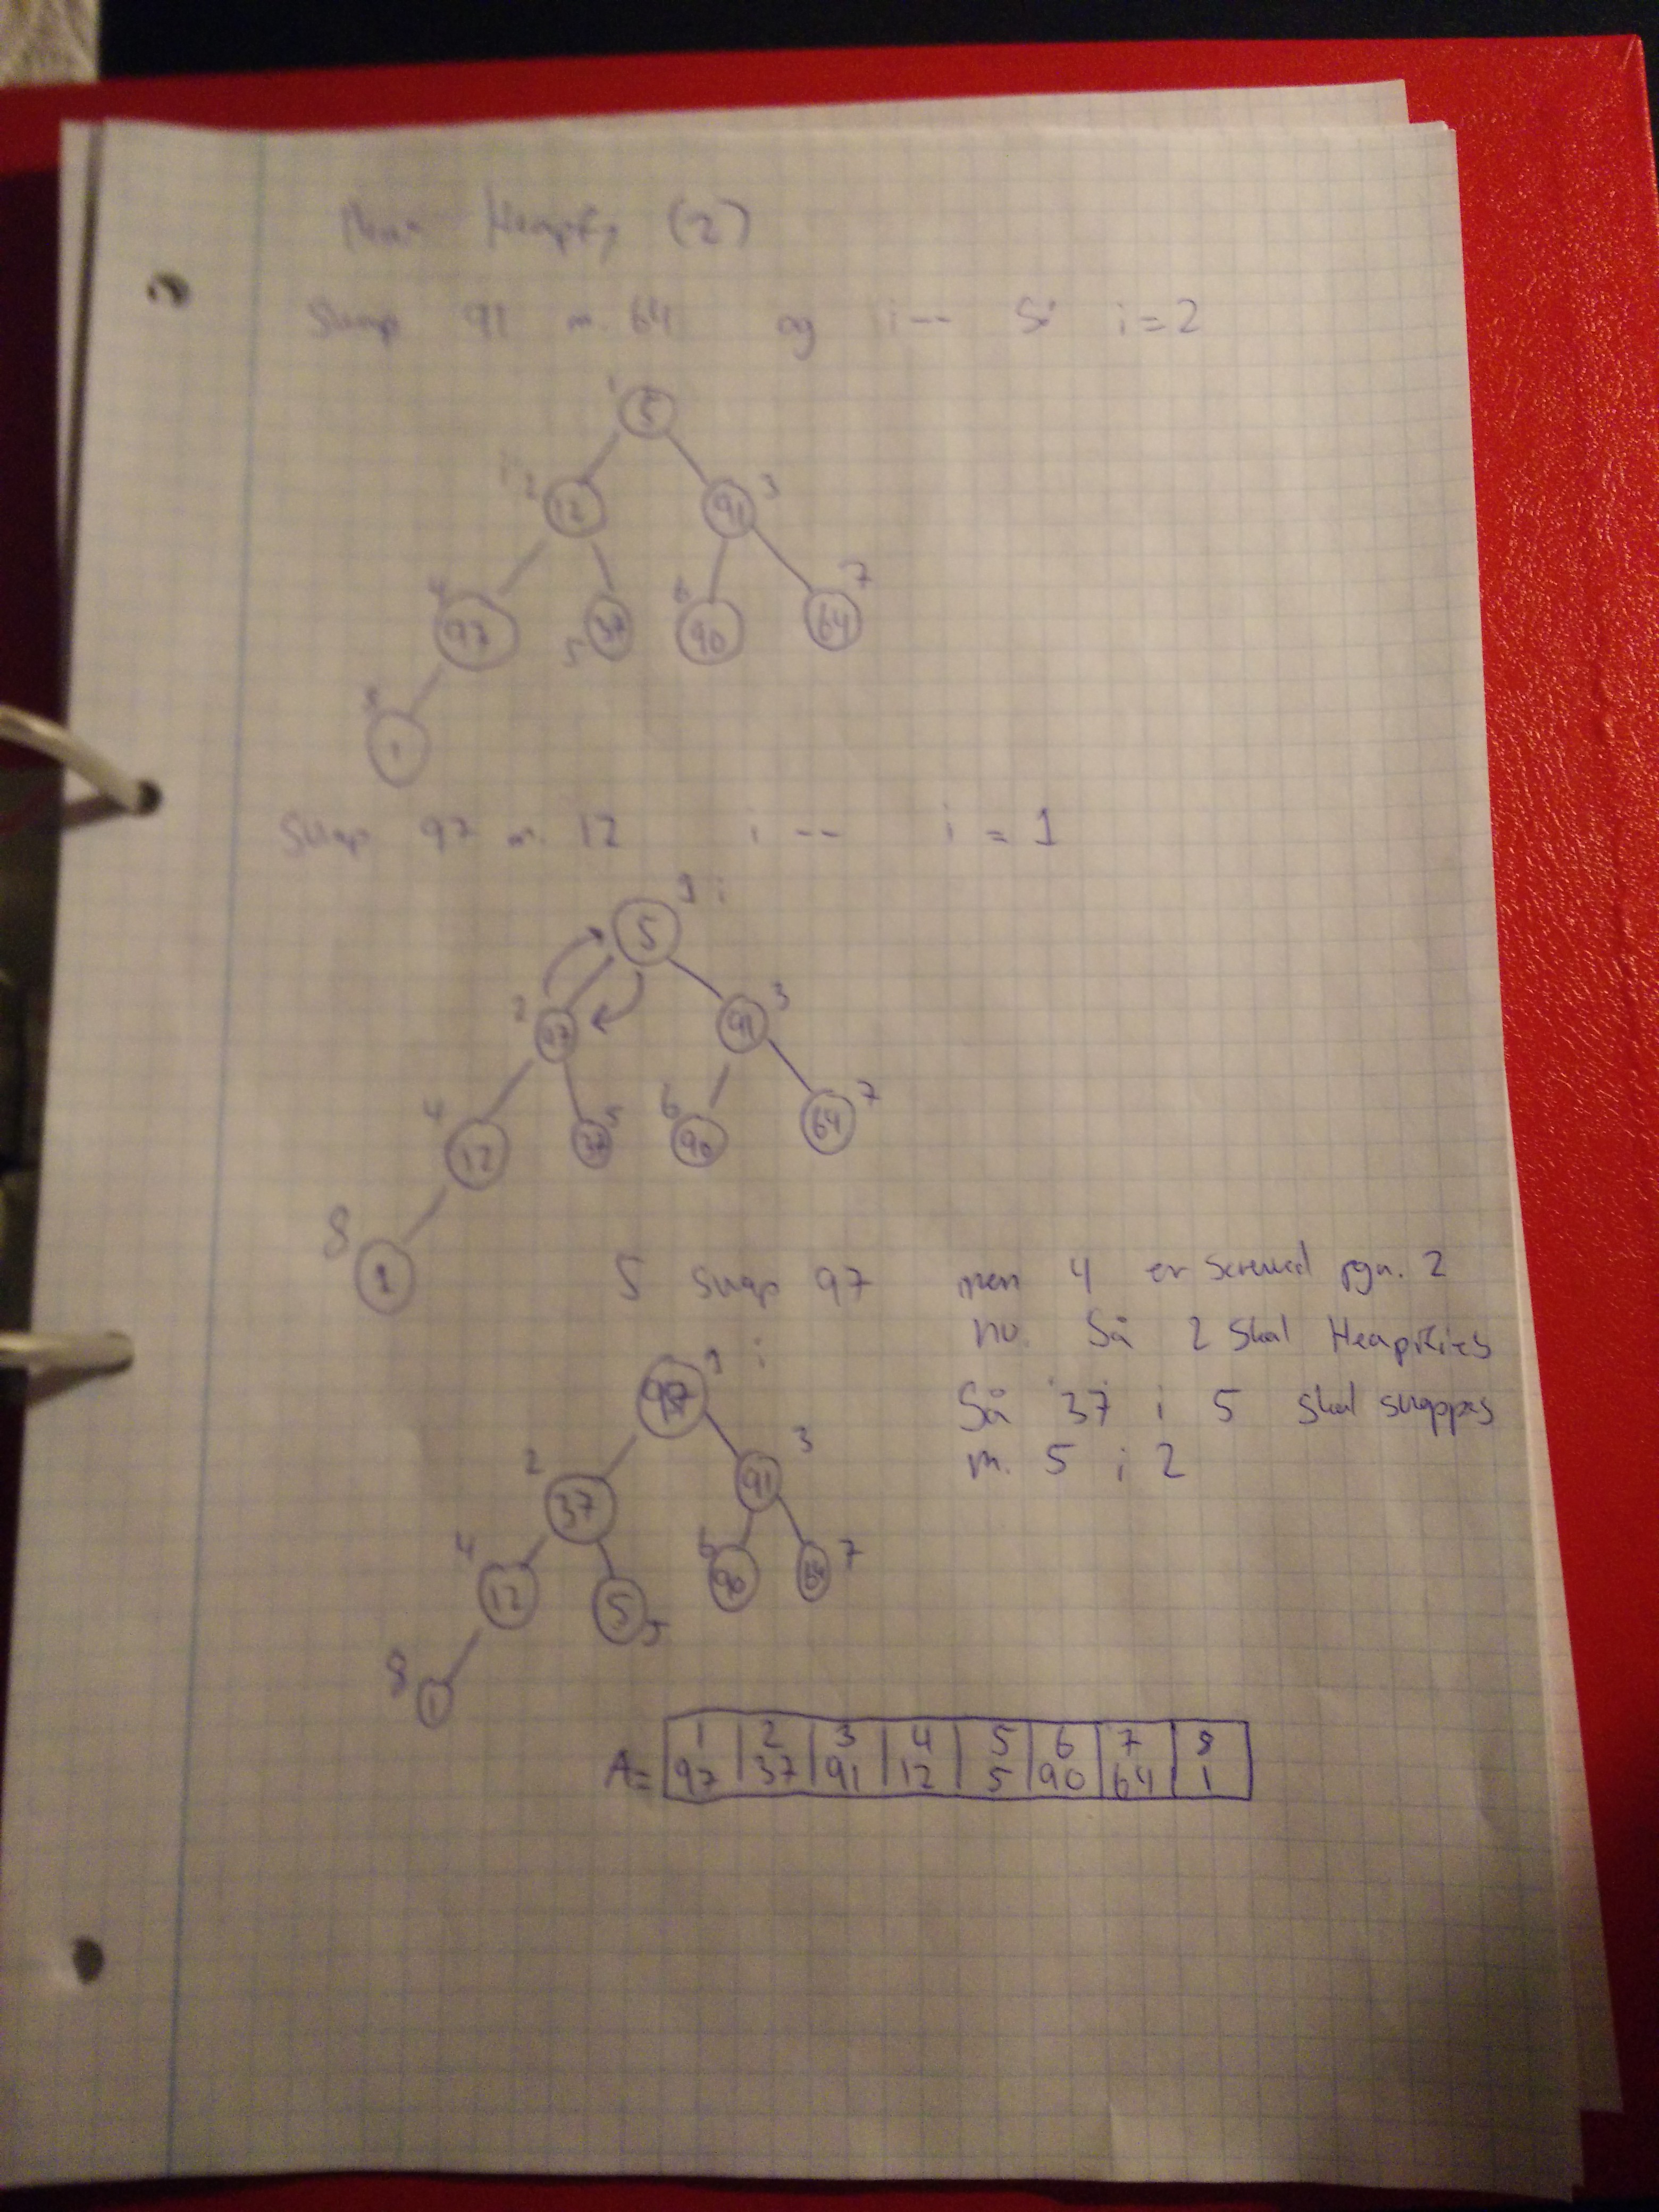 Max Heapify (2)
Swap 91 m. 64 og i-- Så i=2
1
5
i 2 3
12 91
4 6 7
97 37 90 64
5
8
1
Swap 97 m. 12 i-- i = 1
1 i
5
2 3
97 91
4 5 6 7
12 37 90 64
8
1
5 swap 97 men 4 er screwed pga. 2
nu. Så 2 skal Heapifies
Så 37 i 5 skal swappes
m. 5 i 2
1 i
97
2 3
37 91
4 6 7
12 5 90 64
5
8
1
1 2 3 4 5 6 7 8
A= 97 37 91 12 5 90 64 1